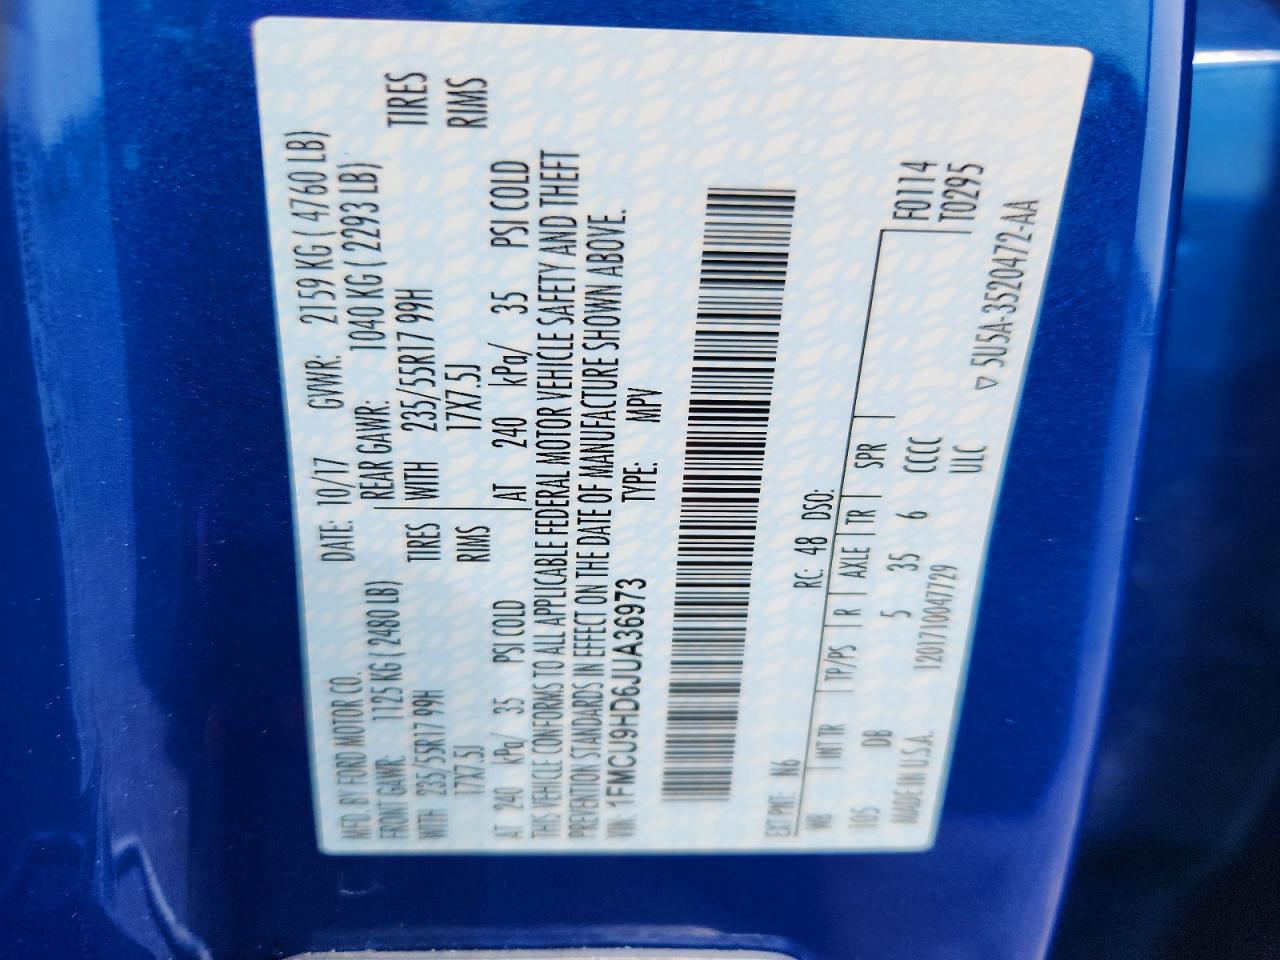 MFD. BY FORD MOTOR CO.
DATE: 10/17 GVWR: 2159 KG ( 4760 LB)
FRONT GAWR: 1125 KG ( 2480 LB)
REAR GAWR: 1040 KG ( 2293 LB)
WITH 235/55R17 99H TIRES
WITH 235/55R17 99H TIRES
17X7.5J RIMS
17X7.5J RIMS
AT 240 kPa/ 35 PSI COLD
AT 240 kPa/ 35 PSI COLD
THIS VEHICLE CONFORMS TO ALL APPLICABLE FEDERAL MOTOR VEHICLE SAFETY AND THEFT
PREVENTION STANDARDS IN EFFECT ON THE DATE OF MANUFACTURE SHOWN ABOVE.
VIN: 1FMCU9HD6JUA36973 TYPE: MPV
EXT PNT: N6 RC: 48 DSO:
WB INT TR TP/PS R AXLE TR SPR F0114
105 DB 5 35 6 CCCC T0295
MADE IN U.S.A. 1201710047729 ULC
▽ 5U5A-3520472-AA